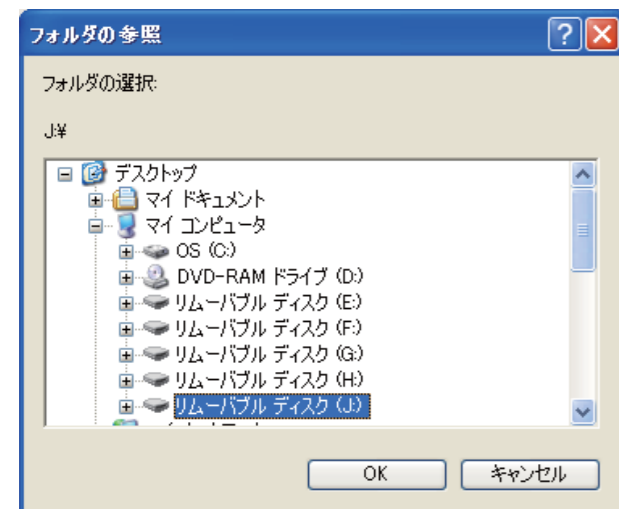 フォルダの参照
フォルダの選択:
J:¥
デスクトップ
マイ ドキュメント
マイ コンピュータ
OS (C:)
DVD-RAM ドライブ (D:)
リムーバブル ディスク (E:)
リムーバブル ディスク (F:)
リムーバブル ディスク (G:)
リムーバブル ディスク (H:)
リムーバブル ディスク (J:)
OK
キャンセル